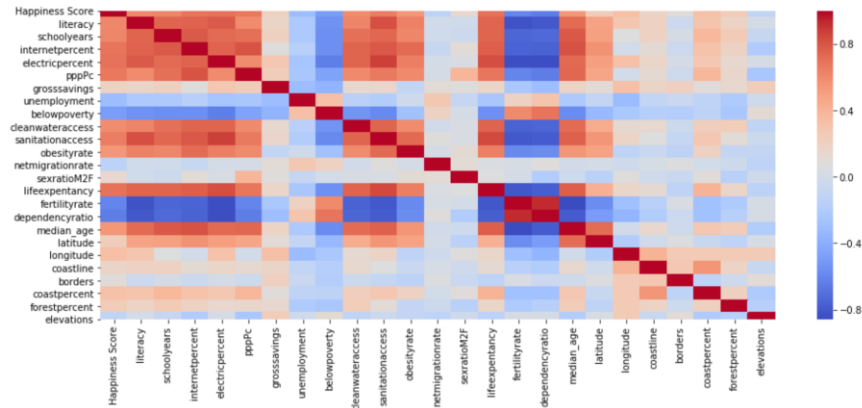 Happiness Score
literacy
schoolyears
internetpercent
electricpercent
pppPc
grosssavings
unemployment
belowpoverty
cleanwateraccess
sanitationaccess
obesityrate
netmigrationrate
sexratioM2F
lifeexpentancy
fertilityrate
dependencyratio
median_age
latitude
longitude
coastline
borders
coastpercent
forestpercent
elevations
Happiness Score
literacy
schoolyears
internetpercent
electricpercent
pppPc
grosssavings
unemployment
belowpoverty
cleanwateraccess
sanitationaccess
obesityrate
netmigrationrate
sexratioM2F
lifeexpentancy
fertilityrate
dependencyratio
median_age
latitude
longitude
coastline
borders
coastpercent
forestpercent
elevations
0.8
0.4
0.0
−0.4
−0.8